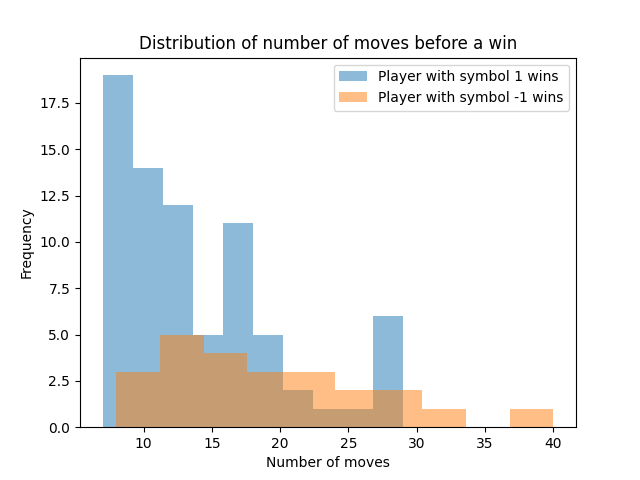 Distribution of number of moves before a win
Player with symbol 1 wins
Player with symbol -1 wins
17.5
15.0
12.5
10.0
7.5
5.0
2.5
0.0
Frequency
10 15 20 25 30 35 40
Number of moves